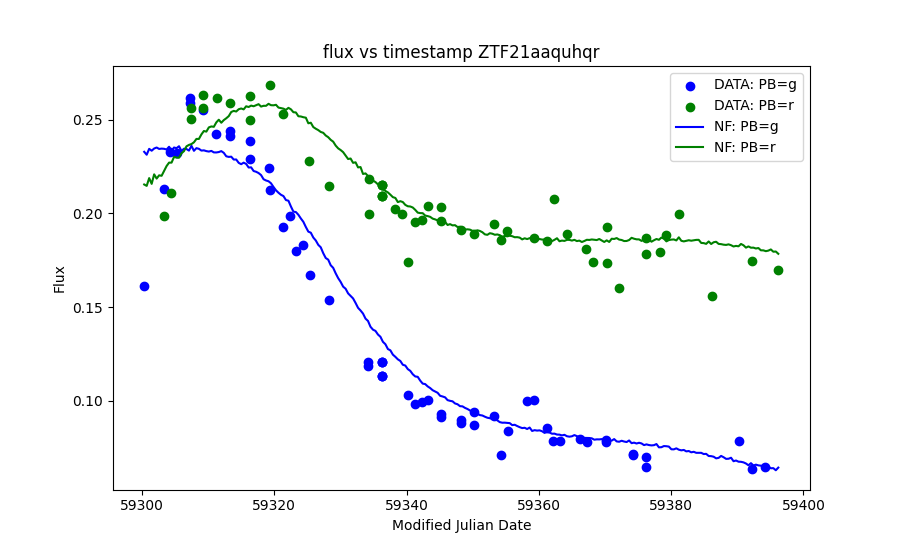 flux vs timestamp ZTF21aaquhqr
DATA: PB=g
DATA: PB=r
NF: PB=g
NF: PB=r
Flux
0.25
0.20
0.15
0.10
59300
59320
59340
59360
59380
59400
Modified Julian Date